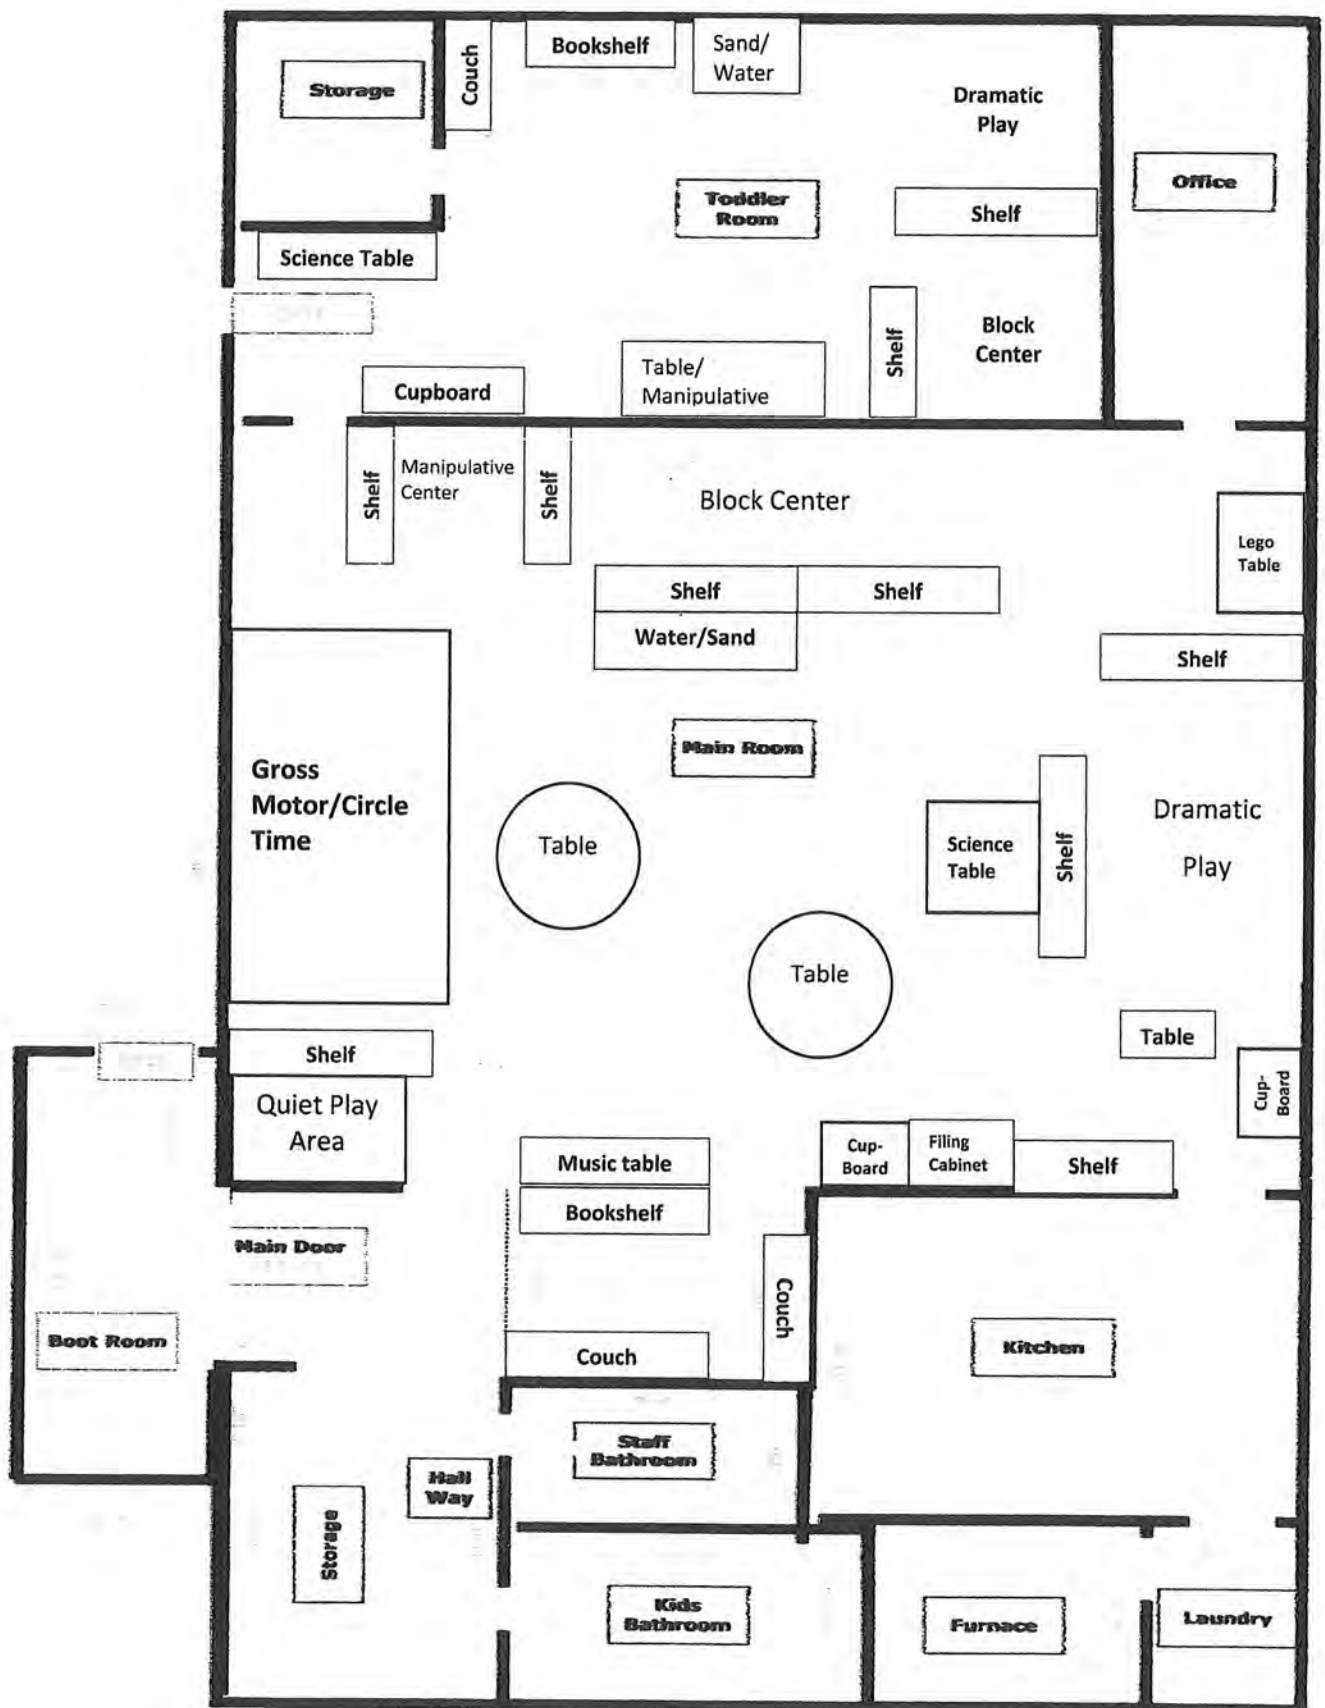 Storage
Couch
Bookshelf
Sand/
Water
Dramatic
Play
Office
Toddler
Room
Shelf
Science Table
Shelf
Block
Center
Cupboard
Table/
Manipulative
Shelf
Manipulative
Center
Shelf
Block Center
Lego
Table
Shelf
Shelf
Water/Sand
Shelf
Main Room
Gross
Motor/Circle
Time
Table
Science
Table
Shelf
Dramatic
Play
Table
Shelf
Table
Cup-
Board
Quiet Play
Area
Music table
Cup-
Board
Filing
Cabinet
Shelf
Bookshelf
Main Door
Couch
Boot Room
Couch
Kitchen
Staff
Bathroom
Hall
Way
Storage
Kids
Bathroom
Furnace
Laundry